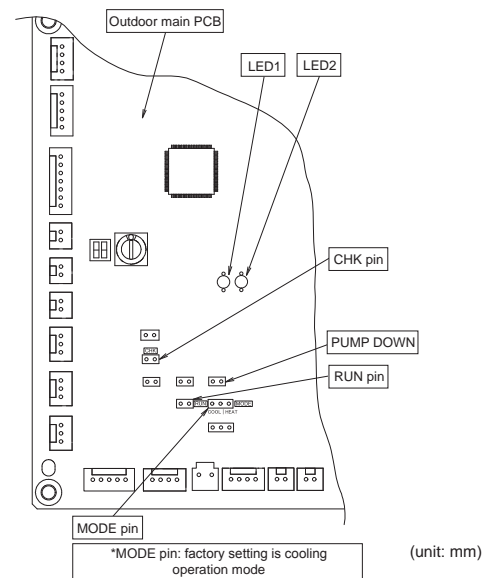 Outdoor main PCB
LED1
LED2
CHK pin
CHK
PUMP DOWN
RUN pin
RUN
MODE
COOL | HEAT
MODE pin
*MODE pin: factory setting is cooling
operation mode
(unit: mm)